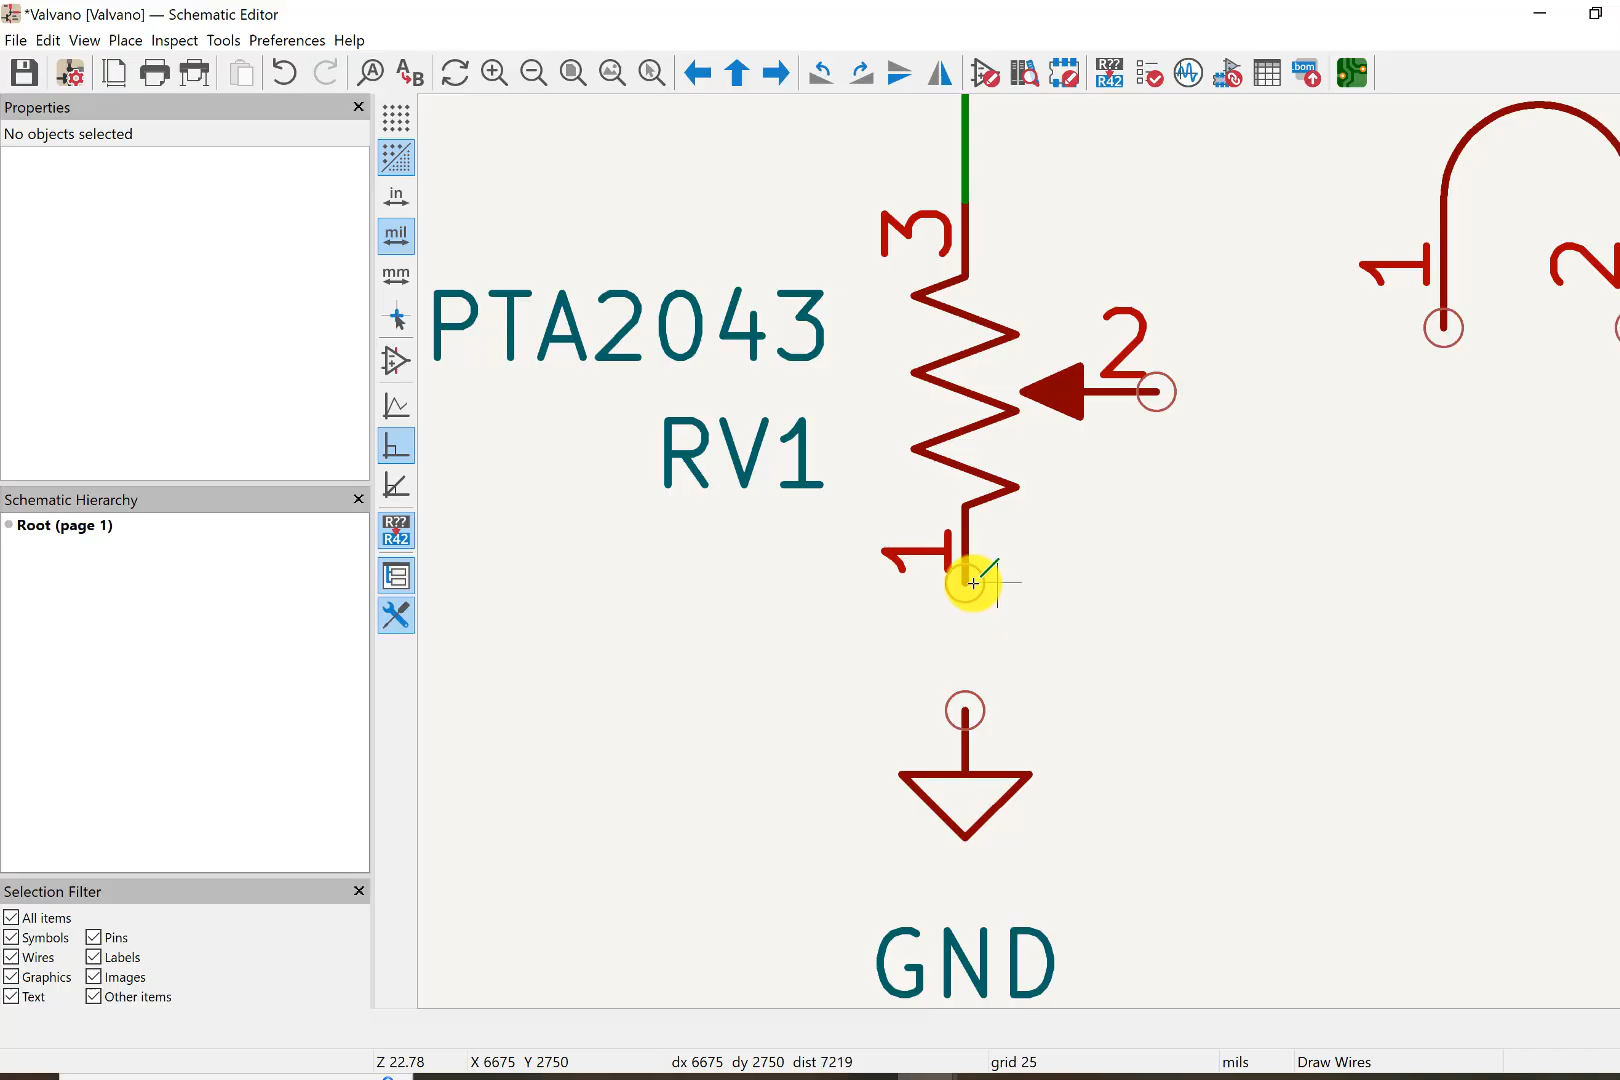 *Valvano [Valvano] — Schematic Editor
File Edit View Place Inspect Tools Preferences Help
A
A B
R??
R42
bom
Properties
No objects selected
in
mil
mm
R??
R42
Schematic Hierarchy
Root (page 1)
Selection Filter
All items
Symbols Pins
Wires Labels
Graphics Images
Text Other items
3
PTA2043
2
RV1
1
1
2
GND
Z 22.78 X 6675 Y 2750 dx 6675 dy 2750 dist 7219 grid 25 mils Draw Wires